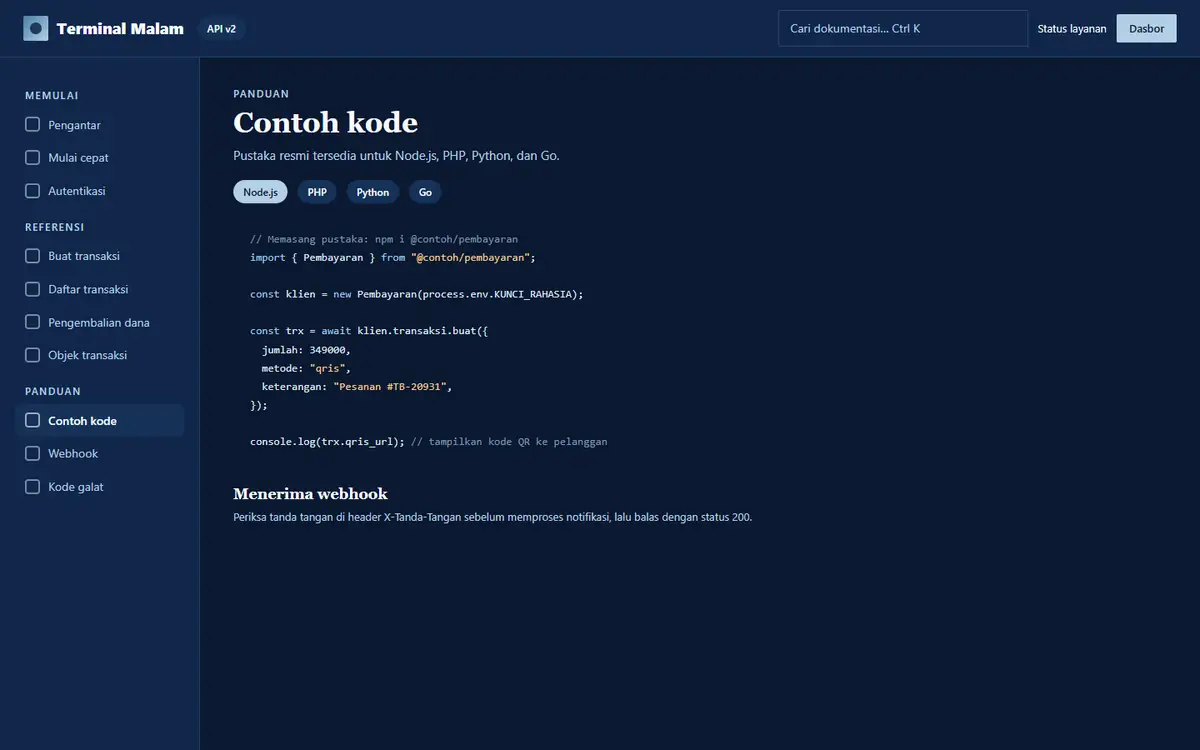 Terminal Malam
API v2
Cari dokumentasi... Ctrl K
Status layanan
Dasbor
MEMULAI
Pengantar
Mulai cepat
Autentikasi
REFERENSI
Buat transaksi
Daftar transaksi
Pengembalian dana
Objek transaksi
PANDUAN
Contoh kode
Webhook
Kode galat
PANDUAN
Contoh kode
Pustaka resmi tersedia untuk Node.js, PHP, Python, dan Go.
Node.js
PHP
Python
Go
// Memasang pustaka: npm i @contoh/pembayaran
import { Pembayaran } from "@contoh/pembayaran";
const klien = new Pembayaran(process.env.KUNCI_RAHASIA);
const trx = await klien.transaksi.buat({
  jumlah: 349000,
  metode: "qris",
  keterangan: "Pesanan #TB-20931",
});
console.log(trx.qris_url); // tampilkan kode QR ke pelanggan
Menerima webhook
Periksa tanda tangan di header X-Tanda-Tangan sebelum memproses notifikasi, lalu balas dengan status 200.